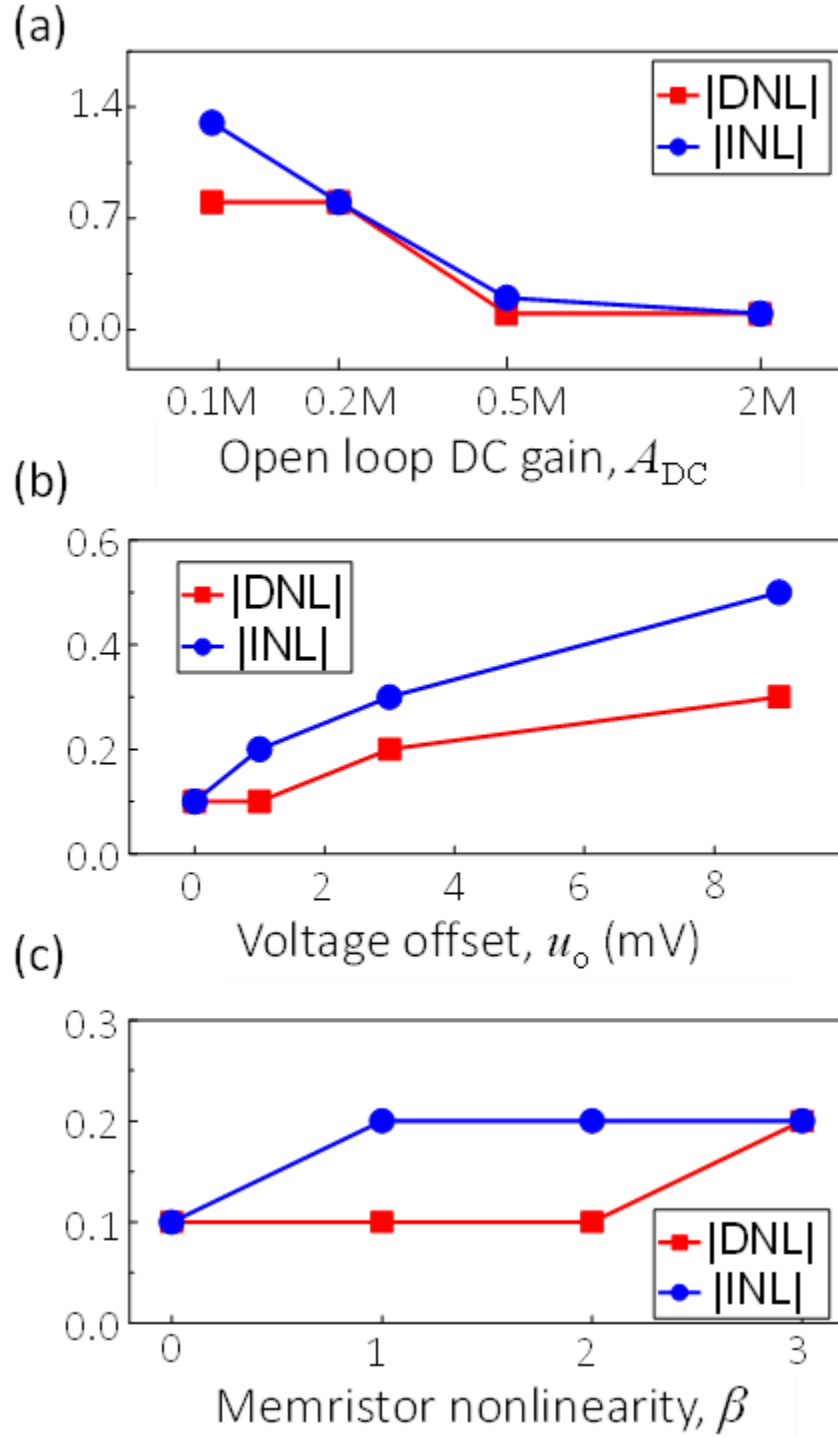 (a)
|DNL|
|INL|
1.4
0.7
0.0
0.1M 0.2M 0.5M 2M
Open loop DC gain, A_DC
(b)
0.6
|DNL|
|INL|
0.4
0.2
0.0
0 2 4 6 8
Voltage offset, u_o (mV)
(c)
0.3
0.2
0.1
|DNL|
|INL|
0.0
0 1 2 3
Memristor nonlinearity, β